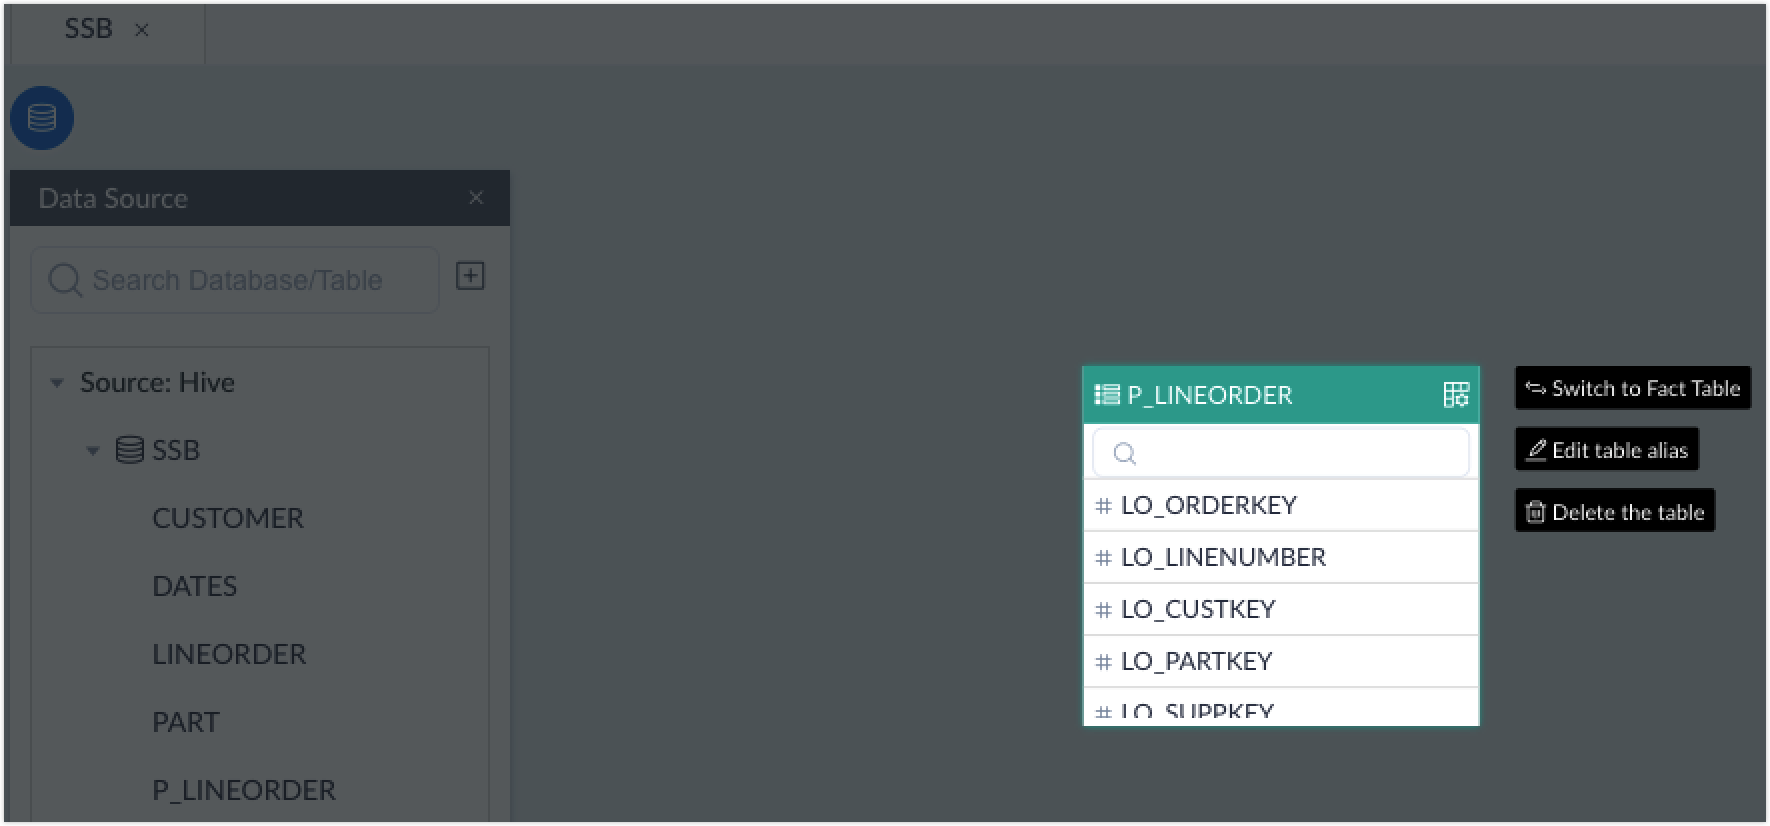 SSB ×
Data Source ×
Search Database/Table
Source: Hive
SSB
CUSTOMER
DATES
LINEORDER
PART
P_LINEORDER
P_LINEORDER
# LO_ORDERKEY
# LO_LINENUMBER
# LO_CUSTKEY
# LO_PARTKEY
# LO_SUPPKEY
Switch to Fact Table
Edit table alias
Delete the table